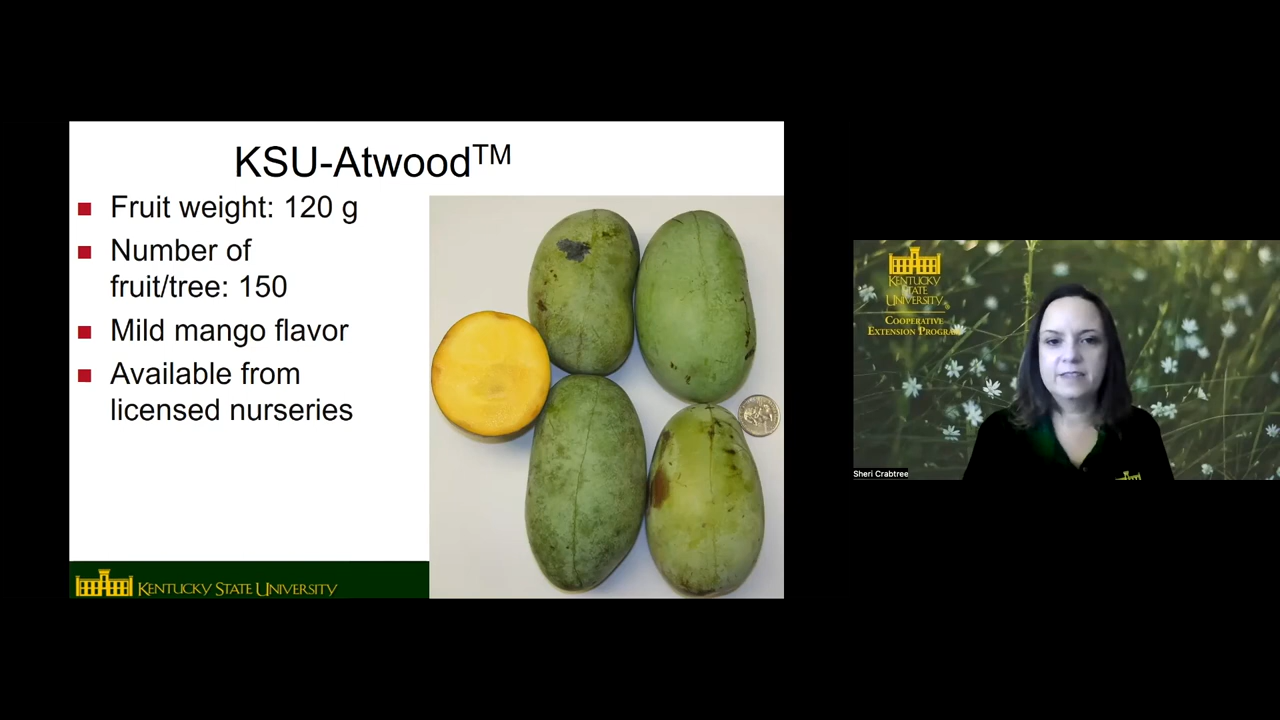 KSU-Atwood™
Fruit weight: 120 g
Number of
fruit/tree: 150
Mild mango flavor
Available from
licensed nurseries
KENTUCKY STATE UNIVERSITY
KENTUCKY
STATE
UNIVERSITY
COOPERATIVE
EXTENSION PROGRAM
Sheri Crabtree